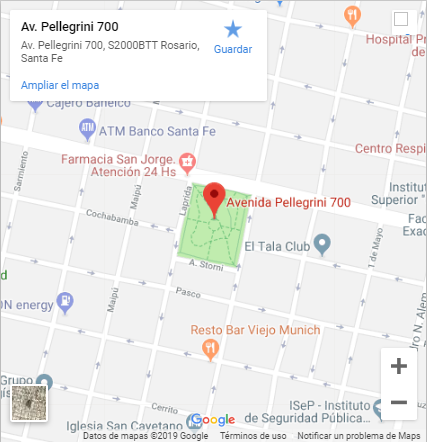 Av. Pellegrini 700
Av. Pellegrini 700, S2000BTT Rosario,
Santa Fe
Guardar
Ampliar el mapa
Hospital Pr
Cajero Banelco
ATM Banco Santa Fe
Centro Respi
Farmacia San Jorge.
Atención 24 Hs
Sarmiento
Maipú
Laprida
Institut
Superior "
Avenida Pellegrini 700
Cochabamba
Fac
Exac
El Tala Club
1 de Mayo
A. Storni
Pasco
ON energy
Maipú
Resto Bar Viejo Munich
dro N. Alem
Grupo
ISeP - Instituto
de Seguridad Pública...
Iglesia San Cayetano
Google
Datos de mapas ©2019 Google
Términos de uso
Notificar un problema de Maps